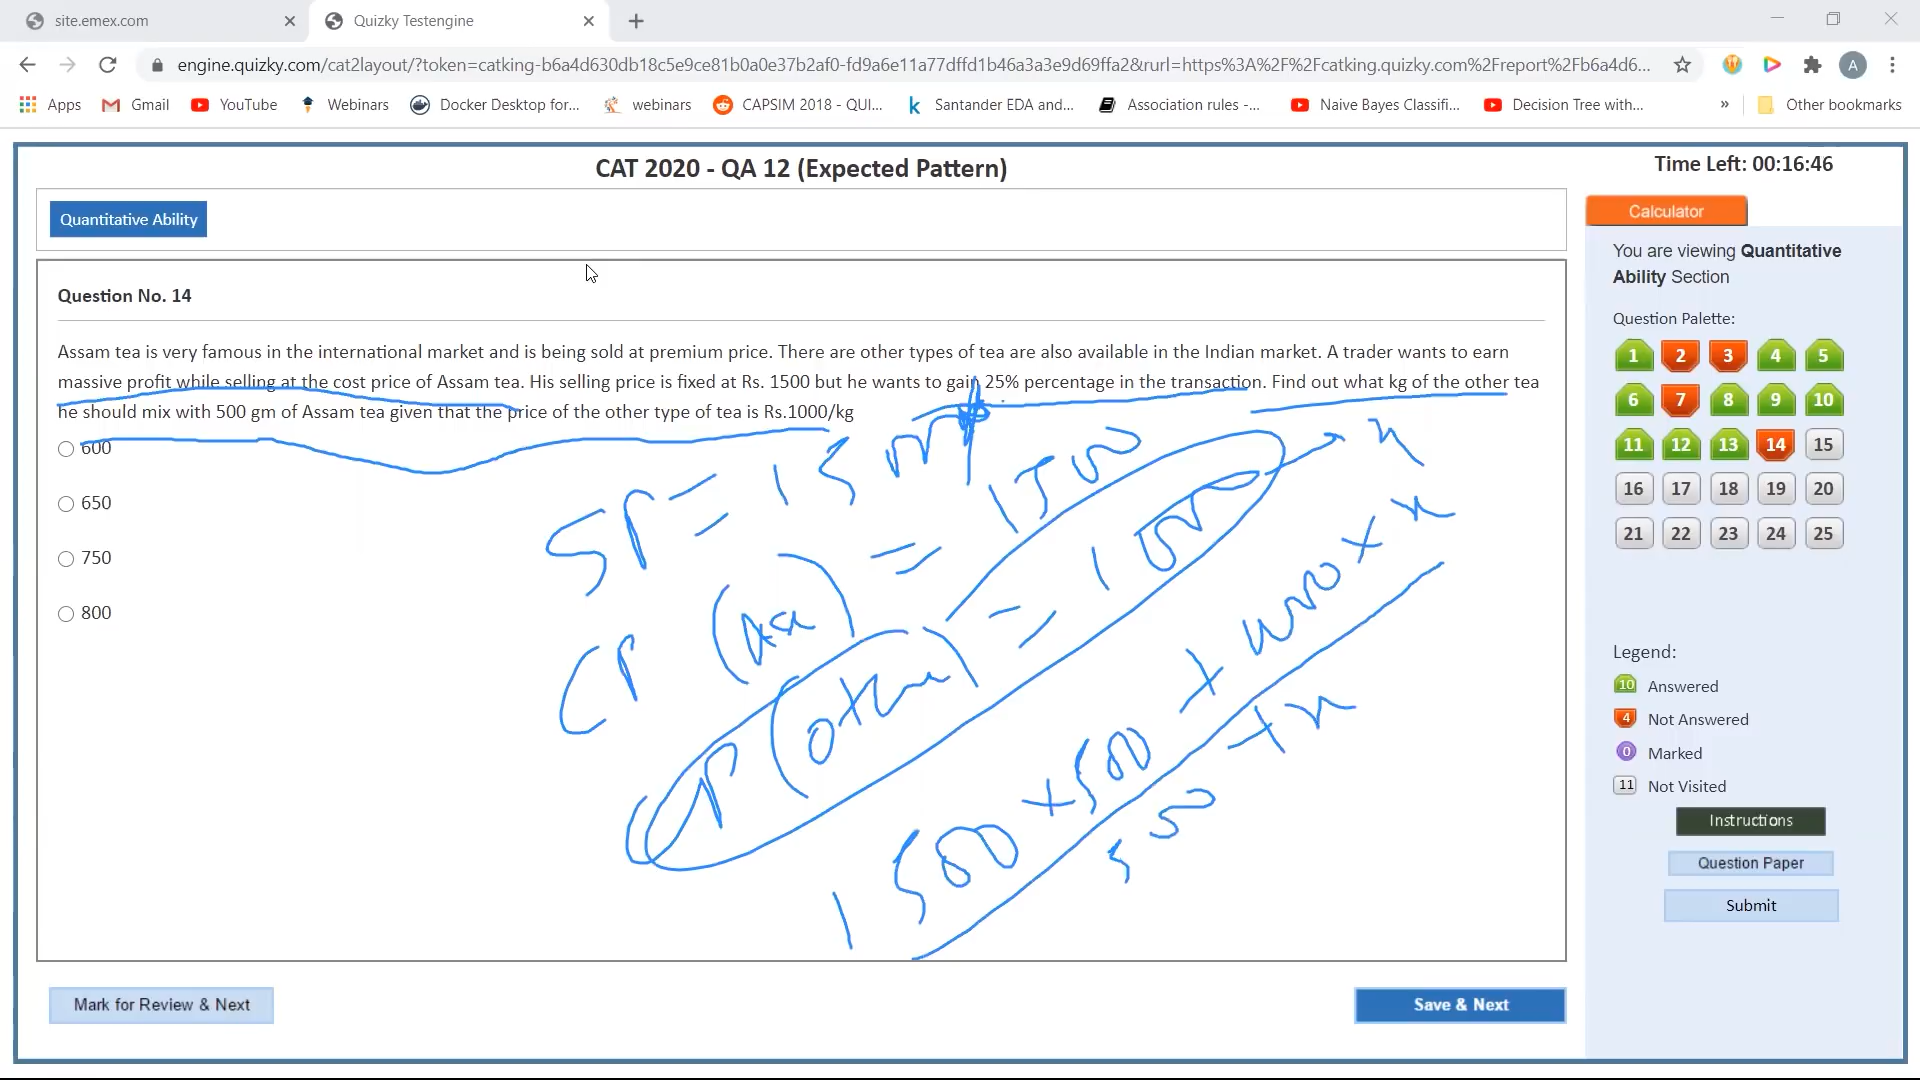 site.emex.com
Quizky Testengine
engine.quizky.com/cat2layout/?token=catking-b6a4d630db18c5e9ce81b0a0e37b2af0-fd9a6e11a77dffd1b46a3a3e9d69ffa2&rurl=https%3A%2F%2Fcatking.quizky.com%2Freport%2Fb6a4d6...
A
Apps Gmail YouTube Webinars Docker Desktop for... webinars CAPSIM 2018 - QUI... Santander EDA and... Association rules -... Naive Bayes Classifi... Decision Tree with... » Other bookmarks
CAT 2020 - QA 12 (Expected Pattern)
Time Left: 00:16:46
Quantitative Ability
Calculator
You are viewing Quantitative
Ability Section
Question No. 14
Question Palette:
Assam tea is very famous in the international market and is being sold at premium price. There are other types of tea are also available in the Indian market. A trader wants to earn
massive profit while selling at the cost price of Assam tea. His selling price is fixed at Rs. 1500 but he wants to gain 25% percentage in the transaction. Find out what kg of the other tea
he should mix with 500 gm of Assam tea given that the price of the other type of tea is Rs.1000/kg
600
650
750
800
SP = 1500
CP (Asa) = 1500
CP (other) = 1000 → x
1500 × 500 + 1000 × x
500 + x
1 2 3 4 5
6 7 8 9 10
11 12 13 14 15
16 17 18 19 20
21 22 23 24 25
Legend:
10 Answered
4 Not Answered
0 Marked
11 Not Visited
Instructions
Question Paper
Submit
Mark for Review & Next
Save & Next